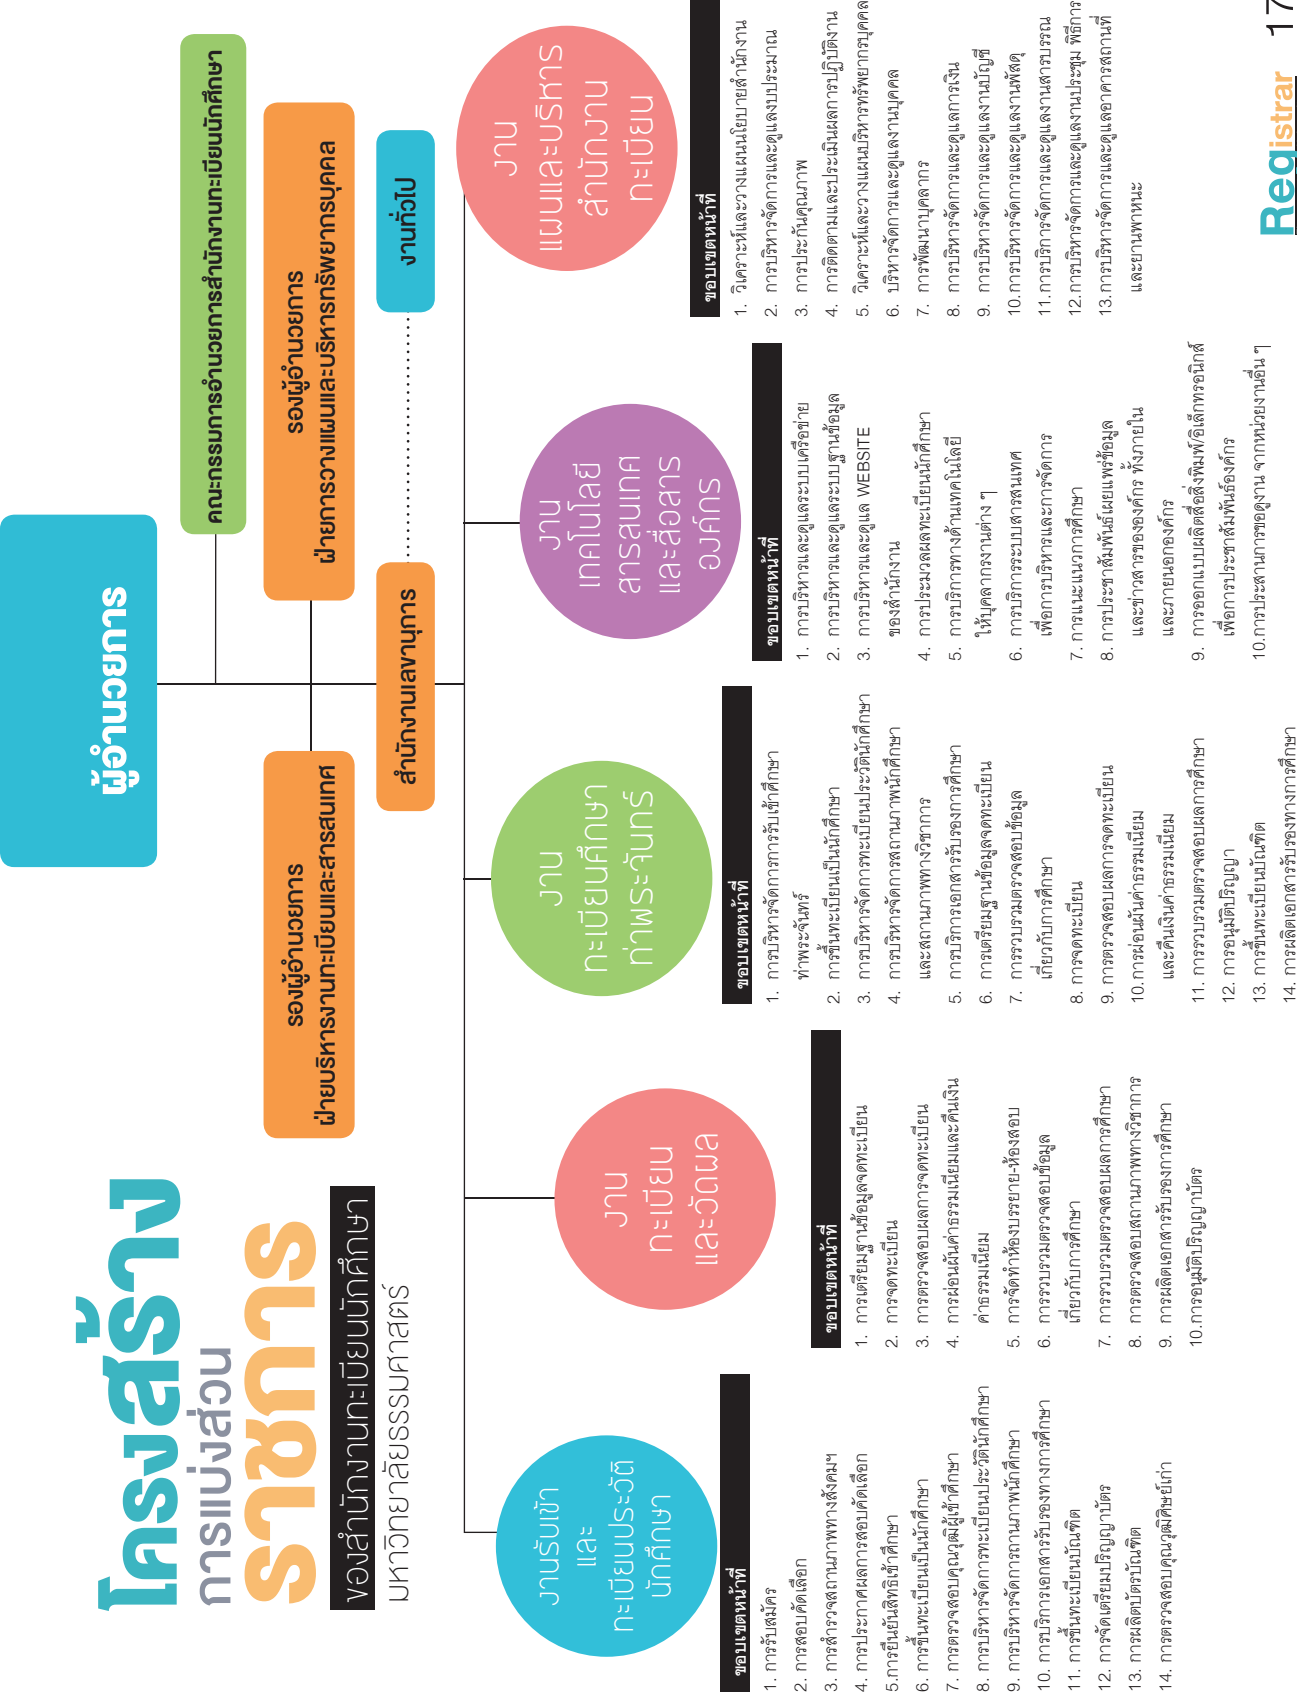 โครงสร้าง
การแบ่งส่วน
ราชการ
ของสำนักงานทะเบียนนักศึกษา
มหาวิทยาลัยธรรมศาสตร์
ผู้อำนวยการ
คณะกรรมการอำนวยการสำนักงานทะเบียนนักศึกษา
รองผู้อำนวยการ
ฝ่ายบริหารงานทะเบียนและสารสนเทศ
รองผู้อำนวยการ
ฝ่ายการวางแผนและบริหารทรัพยากรบุคคล
สำนักงานเลขานุการ
งานทั่วไป
งานรับเข้า
และ
ทะเบียนประวัติ
นักศึกษา
ขอบเขตหน้าที่
1. การรับสมัคร
2. การสอบคัดเลือก
3. การสำรวจสถานภาพทางสังคมฯ
4. การประกาศผลการสอบคัดเลือก
5.การยืนยันสิทธิเข้าศึกษา
6. การขึ้นทะเบียนเป็นนักศึกษา
7. การตรวจสอบคุณวุฒิผู้เข้าศึกษา
8. การบริหารจัดการทะเบียนประวัตินักศึกษา
9. การบริหารจัดการถานภาพนักศึกษา
10. การบริการเอกสารรับรองทางการศึกษา
11. การขึ้นทะเบียนบัณฑิต
12. การจัดเตรียมปริญญาบัตร
13. การผลิตบัตรบัณฑิต
14. การตรวจสอบคุณวุฒิศิษย์เก่า
งาน
ทะเบียน
และวัดผล
ขอบเขตหน้าที่
1. การเตรียมฐานข้อมูลจดทะเบียน
2. การจดทะเบียน
3. การตรวจสอบผลการจดทะเบียน
4. การผ่อนผันค่าธรรมเนียมและคืนเงิน
ค่าธรรมเนียม
5. การจัดทำห้องบรรยาย-ห้องสอบ
6. การรวบรวมตรวจสอบข้อมูล
เกี่ยวกับการศึกษา
7. การรวบรวมตรวจสอบผลการศึกษา
8. การตรวจสอบสถานภาพทางวิชาการ
9. การผลิตเอกสารรับรองการศึกษา
10.การอนุมัติปริญญาบัตร
งาน
ทะเบียนศึกษา
ท่าพระจันทร์
ขอบเขตหน้าที่
1. การบริหารจัดการการรับเข้าศึกษา
ท่าพระจันทร์
2. การขึ้นทะเบียนเป็นนักศึกษา
3. การบริหารจัดการทะเบียนประวัตินักศึกษา
4. การบริหารจัดการสถานภาพนักศึกษา
และสถานภาพทางวิชาการ
5. การบริการเอกสารรับรองการศึกษา
6. การเตรียมฐานข้อมูลจดทะเบียน
7. การรวบรวมตรวจสอบข้อมูล
เกี่ยวกับการศึกษา
8. การจดทะเบียน
9. การตรวจสอบผลการจดทะเบียน
10.การผ่อนผันค่าธรรมเนียม
และคืนเงินค่าธรรมเนียม
11. การรวบรวมตรวจสอบผลการศึกษา
12. การอนุมัติปริญญา
13. การขึ้นทะเบียนบัณฑิต
14. การผลิตเอกสารรับรองทางการศึกษา
งาน
เทคโนโลยี
สารสนเทศ
และสื่อสาร
องค์กร
ขอบเขตหน้าที่
1. การบริหารและดูแลระบบเครือข่าย
2. การบริหารและดูแลระบบฐานข้อมูล
3. การบริหารและดูแล WEBSITE
ของสำนักงาน
4. การประมวลผลทะเบียนนักศึกษา
5. การบริการทางด้านเทคโนโลยี
ให้บุคลากรงานต่าง ๆ
6. การบริการระบบสารสนเทศ
เพื่อการบริหารและการจัดการ
7. การแนะแนวการศึกษา
8. การประชาสัมพันธ์เผยแพร่ข้อมูล
และข่าวสารขององค์กร ทั้งภายใน
และภายนอกองค์กร
9. การออกแบบผลิตสื่อสิ่งพิมพ์/อิเล็กทรอนิกส์
เพื่อการประชาสัมพันธ์องค์กร
10.การประสานการขอดูงาน จากหน่วยงานอื่น ๆ
งาน
แผนและบริหาร
สำนักงาน
ทะเบียน
ขอบเขตหน้าที่
1. วิเคราะห์และวางแผนนโยบายสำนักงาน
2. การบริหารจัดการและดูแลงบประมาณ
3. การประกันคุณภาพ
4. การติดตามและประเมินผลการปฏิบัติงาน
5. วิเคราะห์และวางแผนบริหารทรัพยากรบุคคล
6. บริหารจัดการและดูแลงานบุคคล
7. การพัฒนาบุคลากร
8. การบริหารจัดการและดูแลการเงิน
9. การบริหารจัดการและดูแลงานบัญชี
10.การบริหารจัดการและดูแลงานพัสดุ
11.การบริการจัดการและดูแลงานสารบรรณ
12.การบริหารจัดการและดูแลงานประชุม พิธีการ
13.การบริหารจัดการและดูแลอาคารสถานที่
และยานพาหนะ
Registrar 17